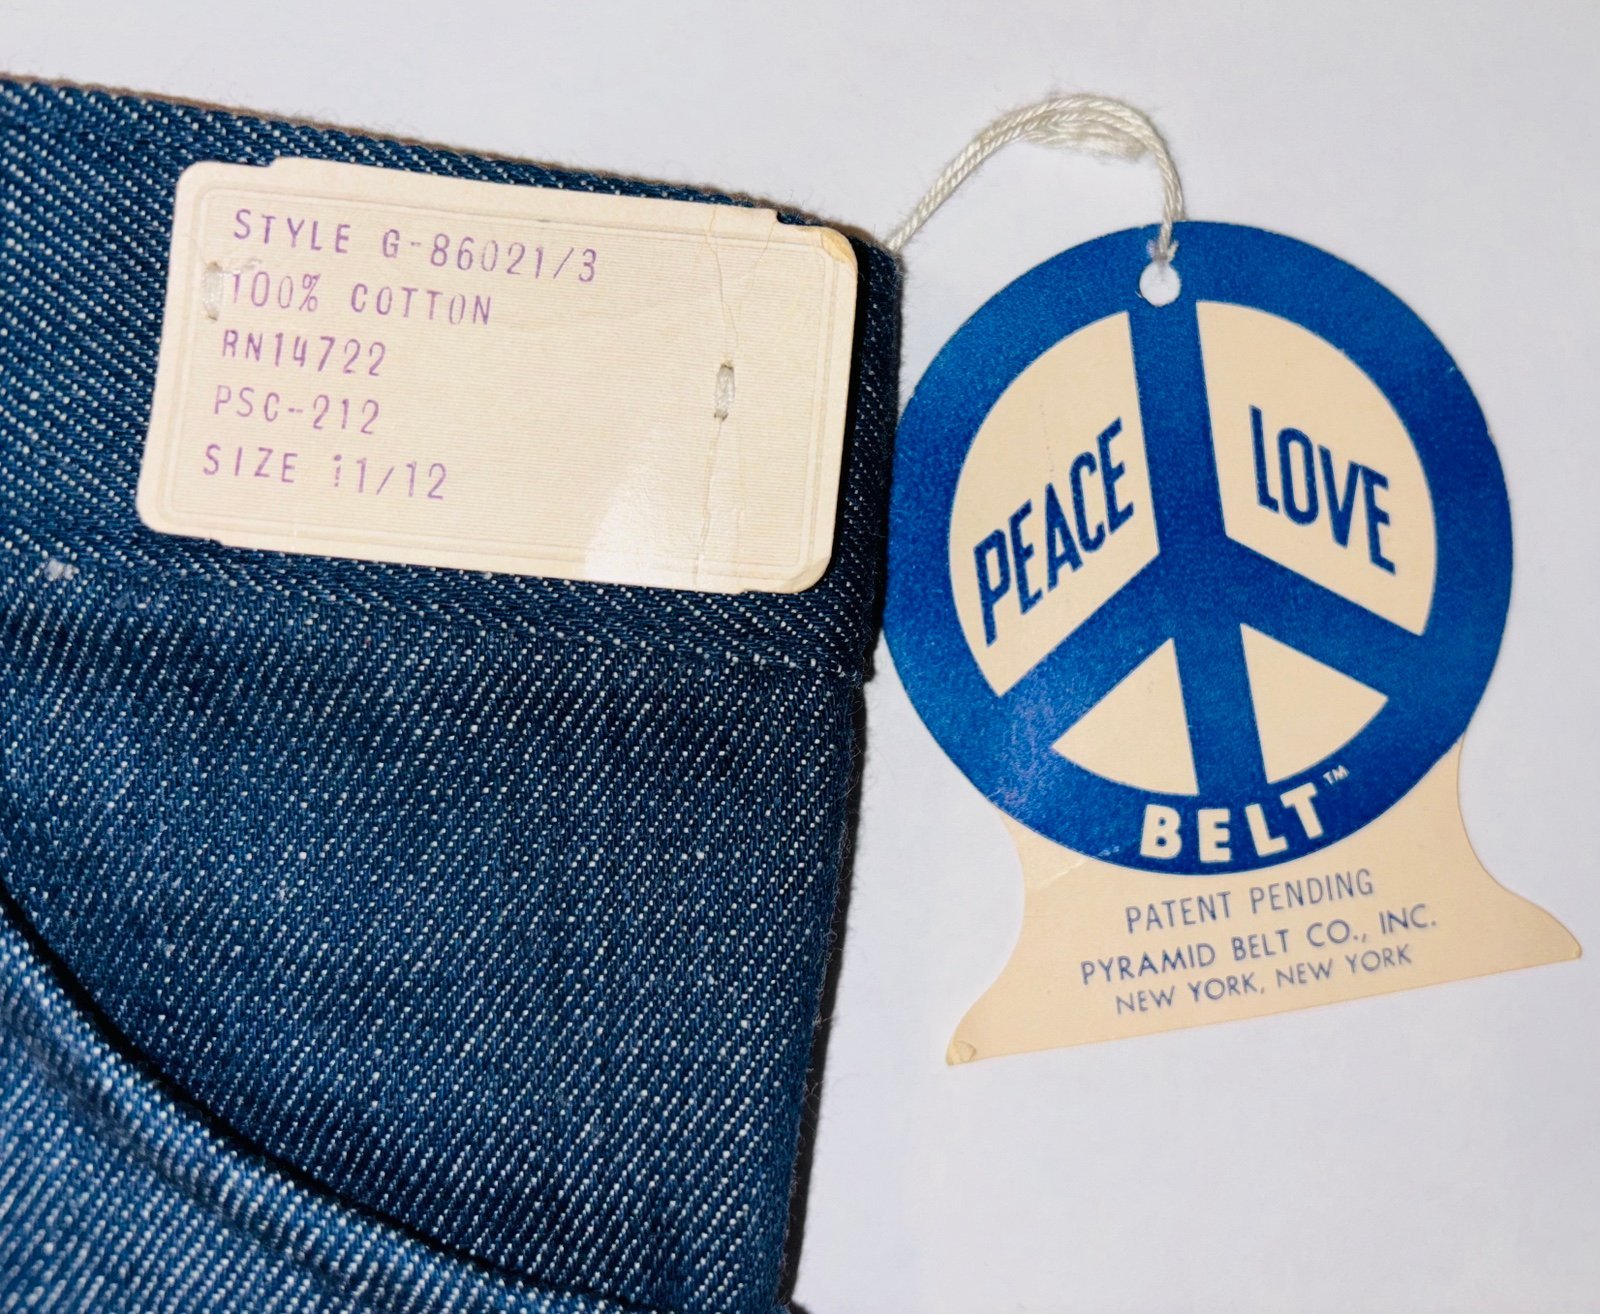 STYLE G-86021/3
100% COTTON
RN14722
PSC-212
SIZE 11/12
PEACE
LOVE
BELT™
PATENT PENDING
PYRAMID BELT CO., INC.
NEW YORK, NEW YORK